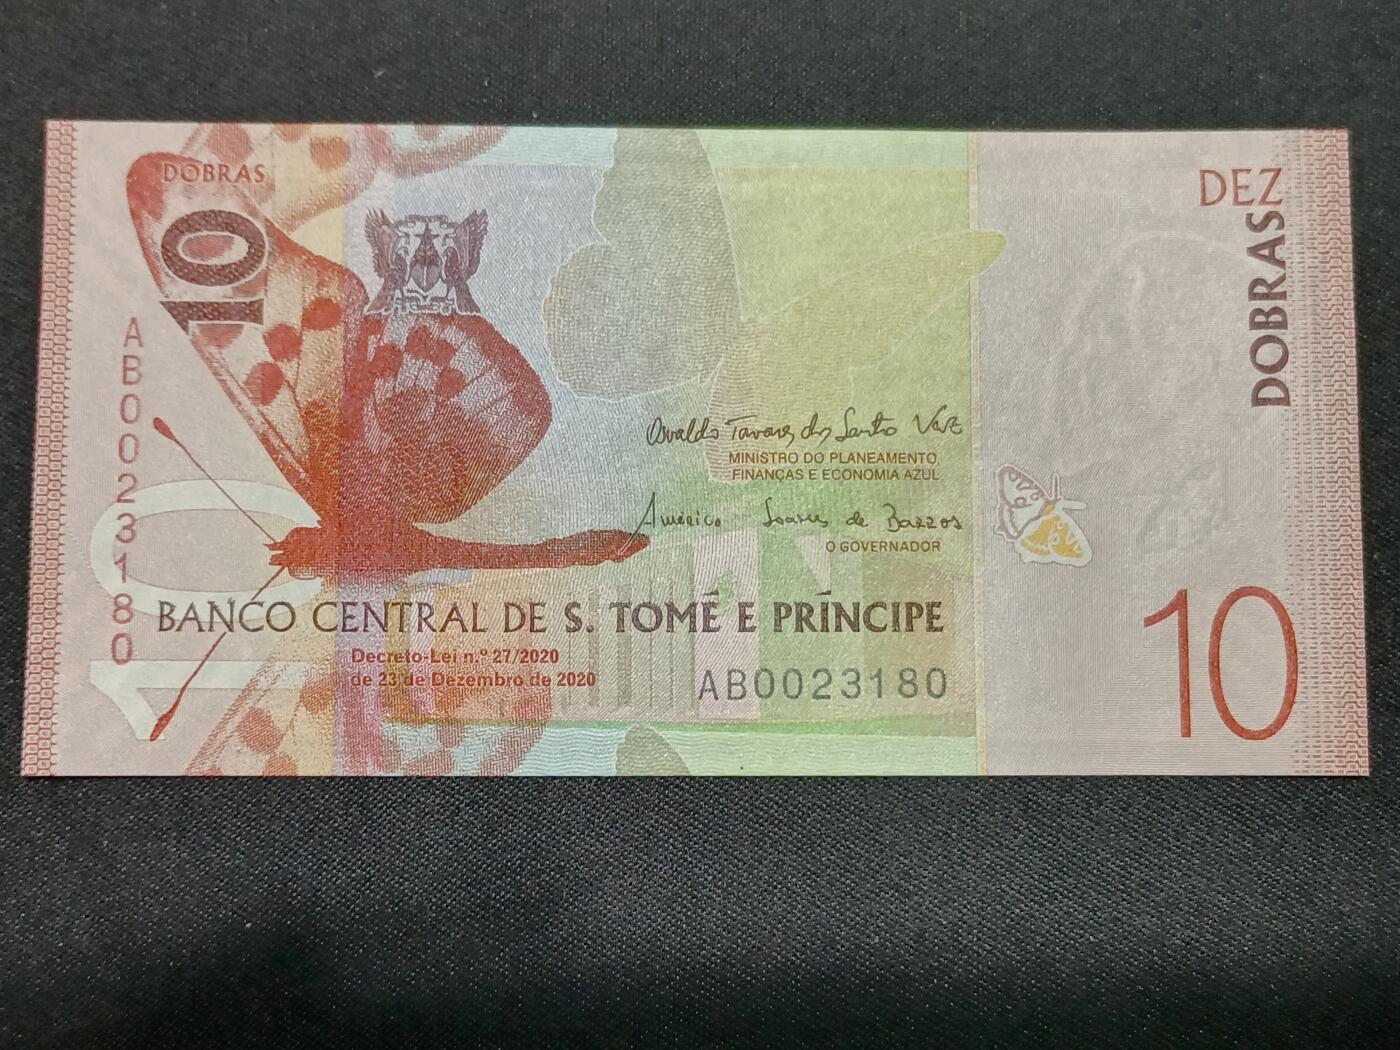 DOBRAS
10
AB0023180
10
DEZ
DOBRAS
Osvaldo Tavares dos Santos Vaz
MINISTRO DO PLANEAMENTO,
FINANÇAS E ECONOMIA AZUL
Américo Soares de Barros
O GOVERNADOR
BANCO CENTRAL DE S. TOMÉ E PRÍNCIPE
Decreto-Lei n.º 27/2020
de 23 de Dezembro de 2020
AB0023180
10